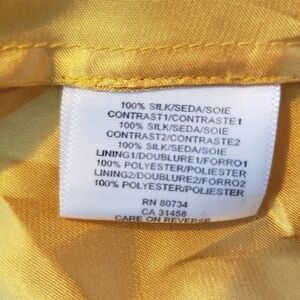 100% SILK/SEDA/SOIE
CONTRAST1/CONTRASTE1
100% SILK/SEDA/SOIE
CONTRAST2/CONTRASTE2
100% SILK/SEDA/SOIE
LINING1/DOUBLURE1/FORRO1
100% POLYESTER/POLIESTER
LINING2/DOUBLURE2/FORRO2
100% POLYESTER/POLIESTER
RN 80734
CA 31458
CARE ON REVERSE